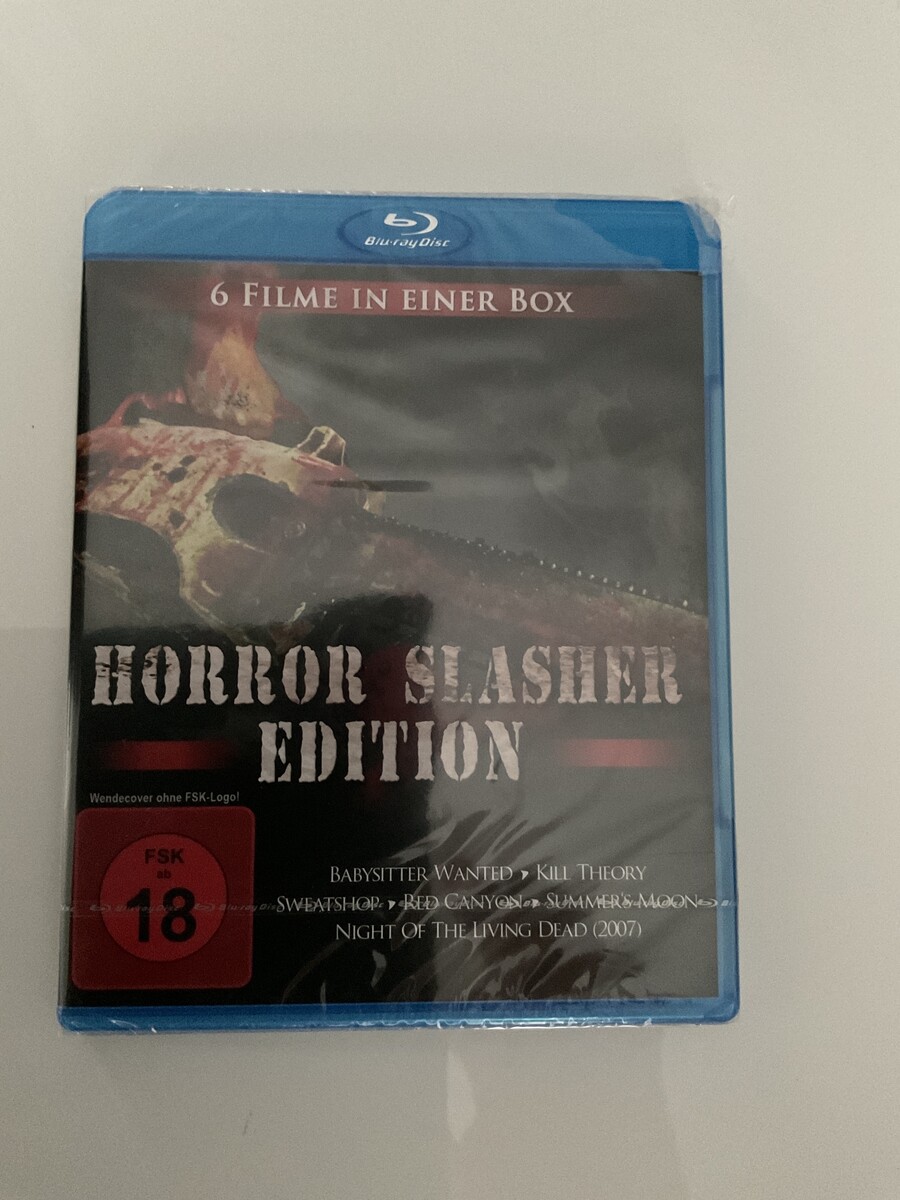 Blu-ray Disc
6 Filme in einer Box
Horror Slasher
Edition
Wendecover ohne FSK-Logo!
FSK
ab
18
Babysitter Wanted Kill Theory
Sweatshop Red Canyon Summer's Moon
Night Of The Living Dead (2007)